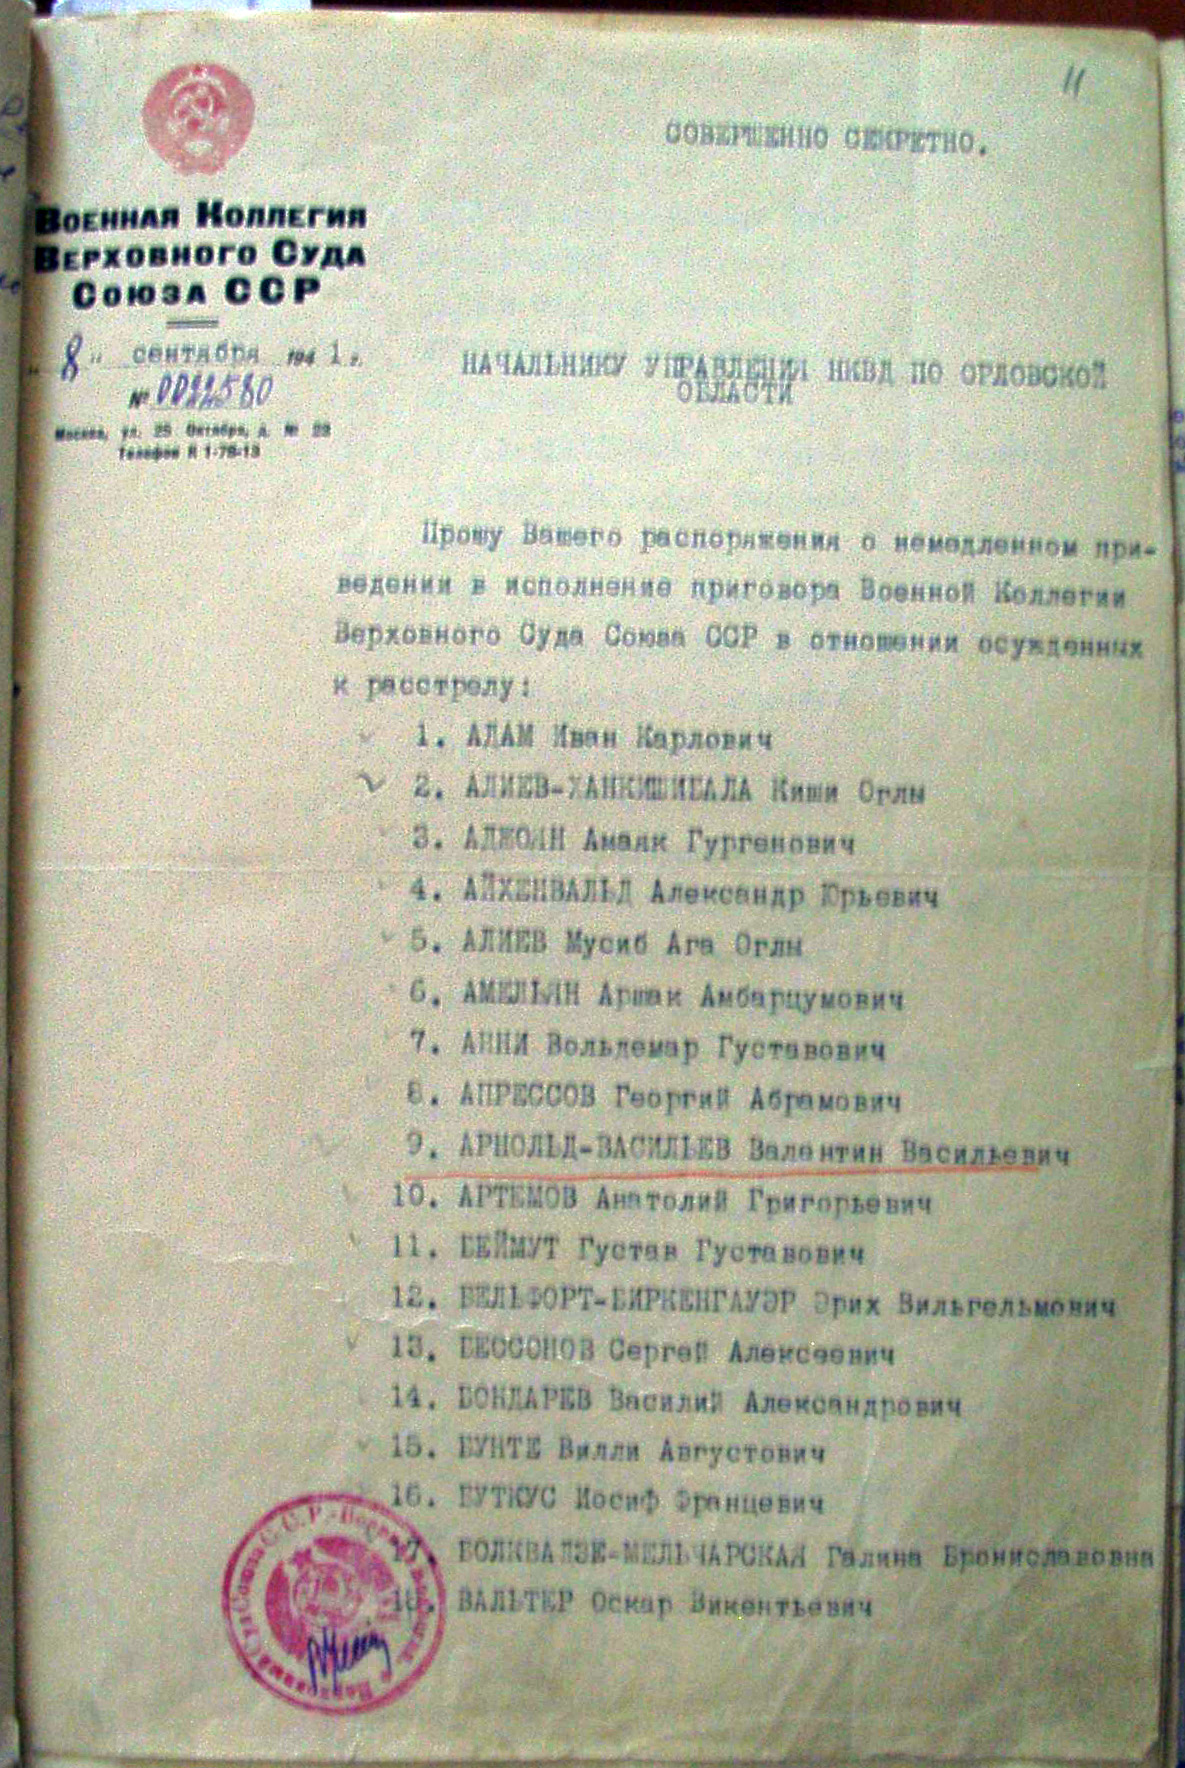 11
СОВЕРШЕННО СЕКРЕТНО.
ВОЕННАЯ КОЛЛЕГИЯ
ВЕРХОВНОГО СУДА
СОЮЗА ССР
„8" сентября 1941 г.
№ 0022580
Москва, ул. 25 Октября, д. № 23
Телефон К 1-78-13
НАЧАЛЬНИКУ УПРАВЛЕНИЯ НКВД ПО ОРЛОВСКОЙ
ОБЛАСТИ
Прошу Вашего распоряжения о немедленном при-
ведении в исполнение приговора Военной Коллегии
Верховного Суда Союза ССР в отношении осужденных
к расстрелу:
1. АДАМ Иван Карлович
2. АЛИЕВ-ХАНКИШИБАЛА Киши Оглы
3. АДЖОЯН Амаяк Гургенович
4. АЙХЕНВАЛЬД Александр Юрьевич
5. АЛИЕВ Мусиб Ага Оглы
6. АМЕЛЬЯН Аршак Амбарцумович
7. АННИ Вольдемар Густавович
8. АПРЕССОВ Георгий Абрамович
9. АРНОЛЬД-ВАСИЛЬЕВ Валентин Васильевич
10. АРТЕМОВ Анатолий Григорьевич
11. БЕЙМУТ Густав Густавович
12. БЕЛЬФОРТ-БИРКЕНГАУЭР Эрих Вильгельмович
13. БЕССОНОВ Сергей Алексеевич
14. БОНДАРЕВ Василий Александрович
15. БУНТЕ Вилли Августович
16. БУТКУС Иосиф Францевич
17. БОЛКВАДЗЕ-МЕЛЬЧАРСКАЯ Галина Брониславовна
18. ВАЛЬТЕР Оскар Викентьевич